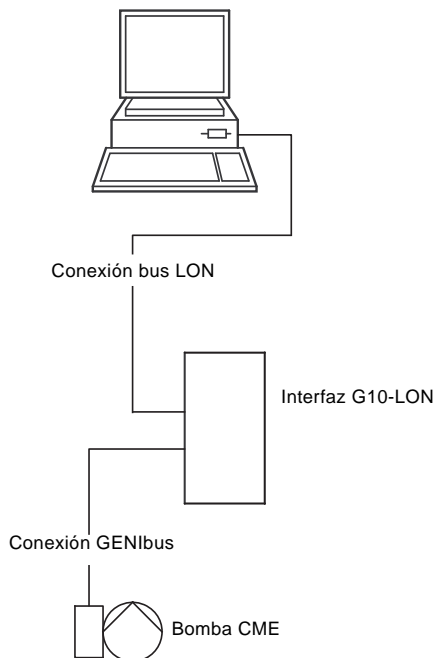 Conexión bus LON
Interfaz G10-LON
Conexión GENIbus
Bomba CME